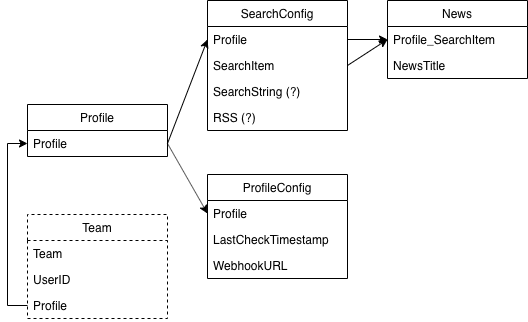 SearchConfig
Profile
SearchItem
SearchString (?)
RSS (?)
News
Profile_SearchItem
NewsTitle
Profile
Profile
ProfileConfig
Profile
LastCheckTimestamp
WebhookURL
Team
Team
UserID
Profile